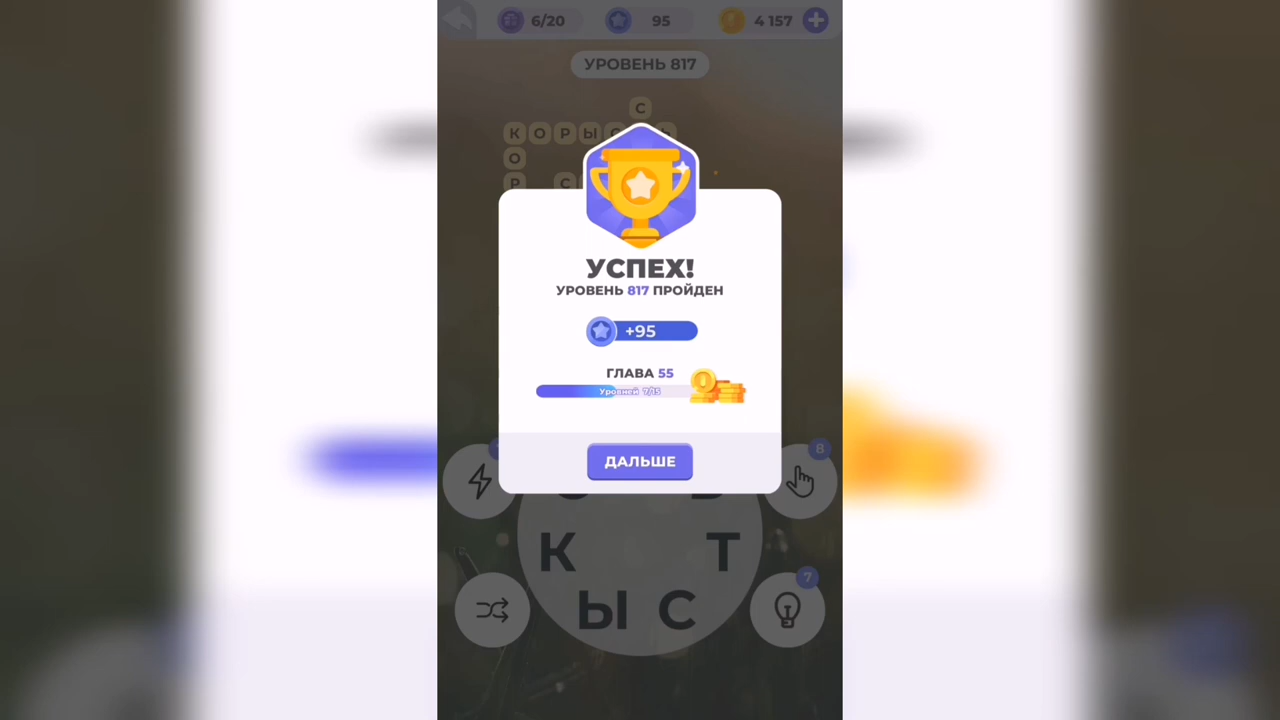 6/20
95
4 157
УРОВЕНЬ 817
С
К О Р Ы С Ь
О
Р С
УСПЕХ!
УРОВЕНЬ 817 ПРОЙДЕН
+95
ГЛАВА 55
Уровней 7/15
ДАЛЬШЕ
8
К Т
Ы С
7